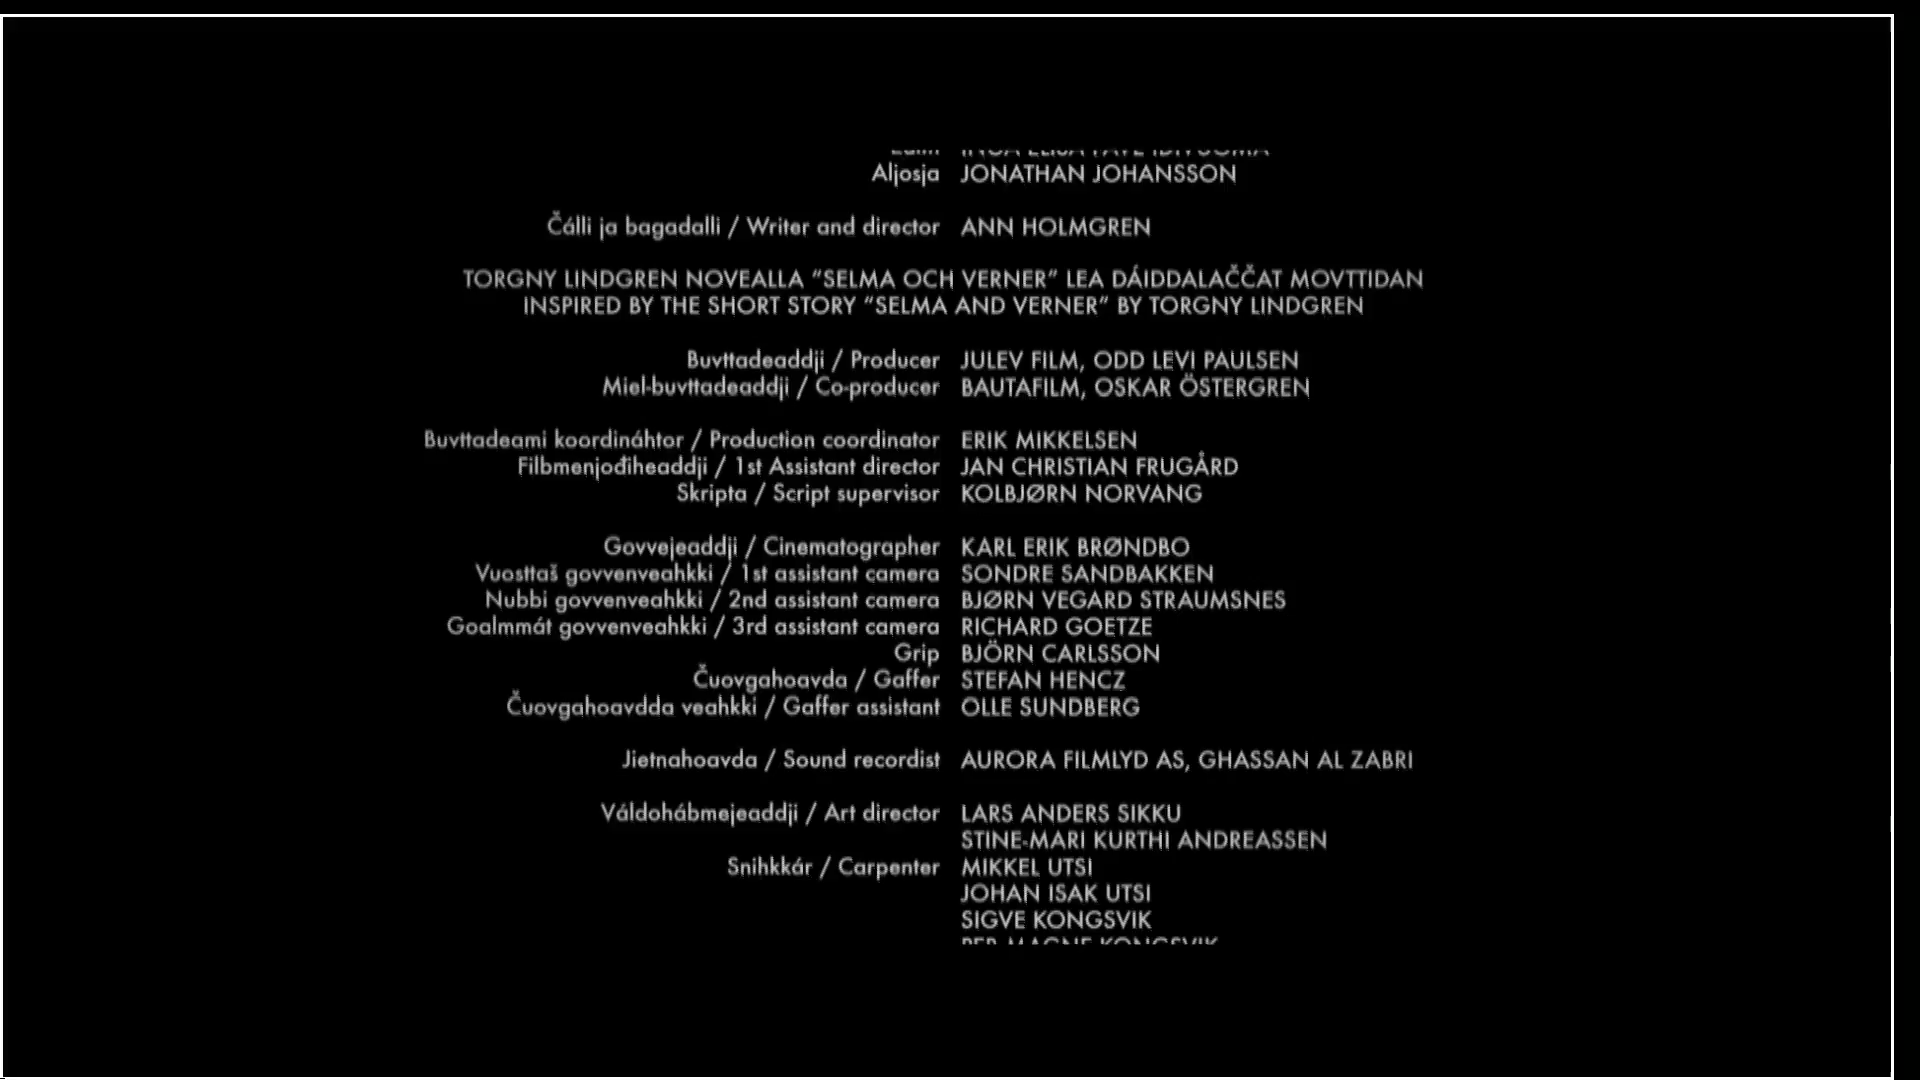 Aljosja JONATHAN JOHANSSON
Čálli ja bagadalli / Writer and director ANN HOLMGREN
TORGNY LINDGREN NOVEALLA “SELMA OCH VERNER” LEA DÁIDDALAČČAT MOVTTIDAN
INSPIRED BY THE SHORT STORY “SELMA AND VERNER” BY TORGNY LINDGREN
Buvttadeaddji / Producer JULEV FILM, ODD LEVI PAULSEN
Miel-buvttadeaddji / Co-producer BAUTAFILM, OSKAR ÖSTERGREN
Buvttadeami koordináhtor / Production coordinator ERIK MIKKELSEN
Filbmenjođiheaddji / 1st Assistant director JAN CHRISTIAN FRUGÅRD
Skripta / Script supervisor KOLBJØRN NORVANG
Govvejeaddji / Cinematographer KARL ERIK BRØNDBO
Vuosttaš govvenveahkki / 1st assistant camera SONDRE SANDBAKKEN
Nubbi govvenveahkki / 2nd assistant camera BJØRN VEGARD STRAUMSNES
Goalmmát govvenveahkki / 3rd assistant camera RICHARD GOETZE
Grip BJÖRN CARLSSON
Čuovgahoavda / Gaffer STEFAN HENCZ
Čuovgahoavdda veahkki / Gaffer assistant OLLE SUNDBERG
Jietnahoavda / Sound recordist AURORA FILMLYD AS, GHASSAN AL ZABRI
Váldohábmejeaddji / Art director LARS ANDERS SIKKU
STINE-MARI KURTHI ANDREASSEN
Snihkkár / Carpenter MIKKEL UTSI
JOHAN ISAK UTSI
SIGVE KONGSVIK